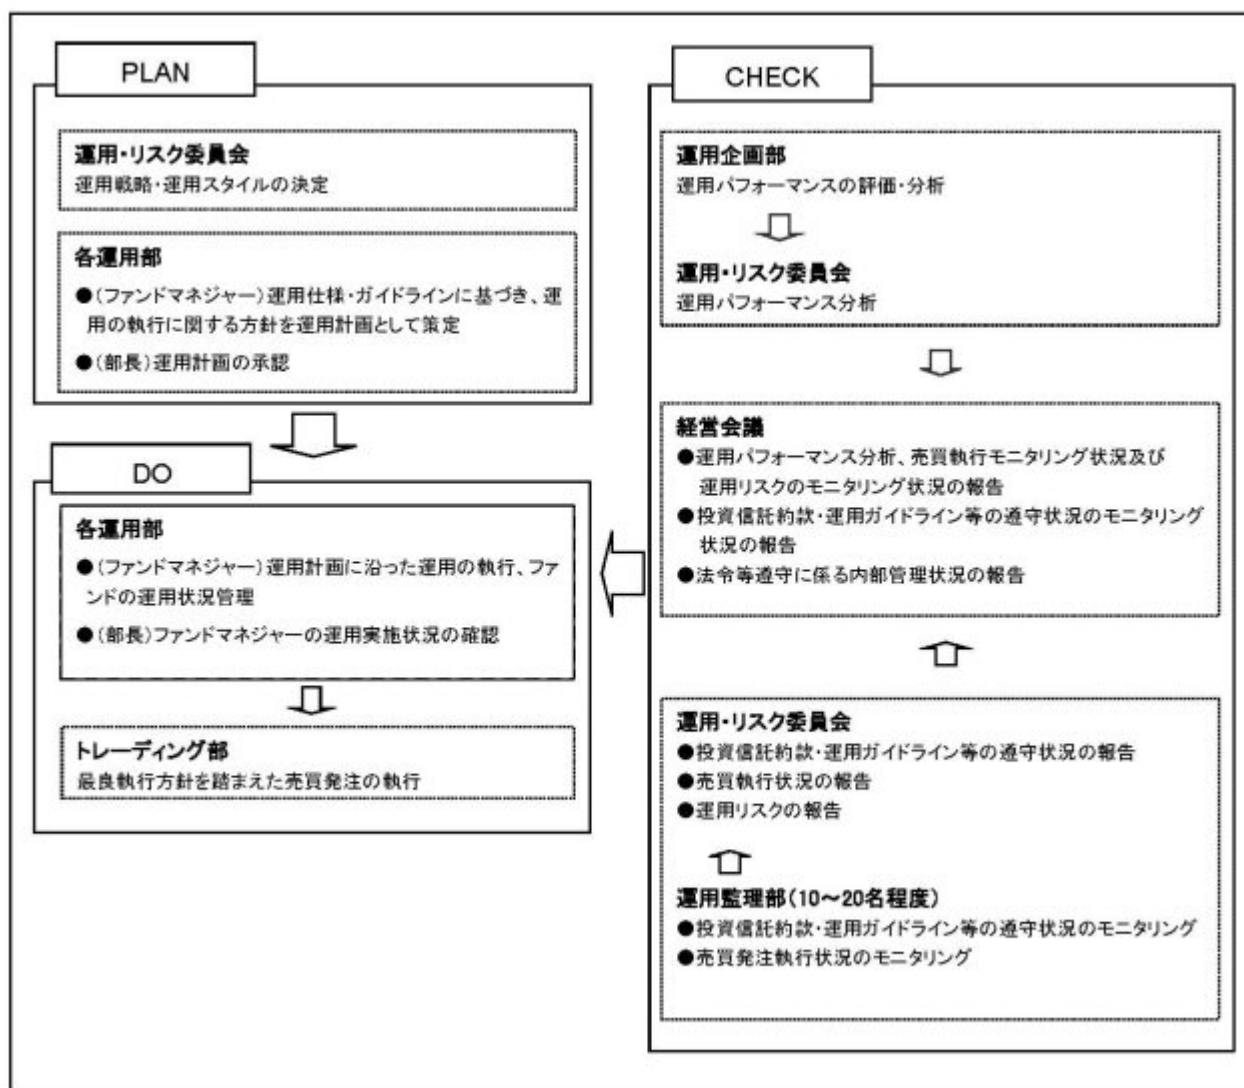 PLAN
運用・リスク委員会
運用戦略・運用スタイルの決定
各運用部
●(ファンドマネジャー)運用仕様・ガイドラインに基づき、運
用の執行に関する方針を運用計画として策定
●(部長)運用計画の承認
DO
各運用部
●(ファンドマネジャー)運用計画に沿った運用の執行、ファ
ンドの運用状況管理
●(部長)ファンドマネジャーの運用実施状況の確認
トレーディング部
最良執行方針を踏まえた売買発注の執行
CHECK
運用企画部
運用パフォーマンスの評価・分析
運用・リスク委員会
運用パフォーマンス分析
経営会議
●運用パフォーマンス分析、売買執行モニタリング状況及び
運用リスクのモニタリング状況の報告
●投資信託約款・運用ガイドライン等の遵守状況のモニタリング
状況の報告
●法令等遵守に係る内部管理状況の報告
運用・リスク委員会
●投資信託約款・運用ガイドライン等の遵守状況の報告
●売買執行状況の報告
●運用リスクの報告
運用監理部(10～20名程度)
●投資信託約款・運用ガイドライン等の遵守状況のモニタリング
●売買発注執行状況のモニタリング